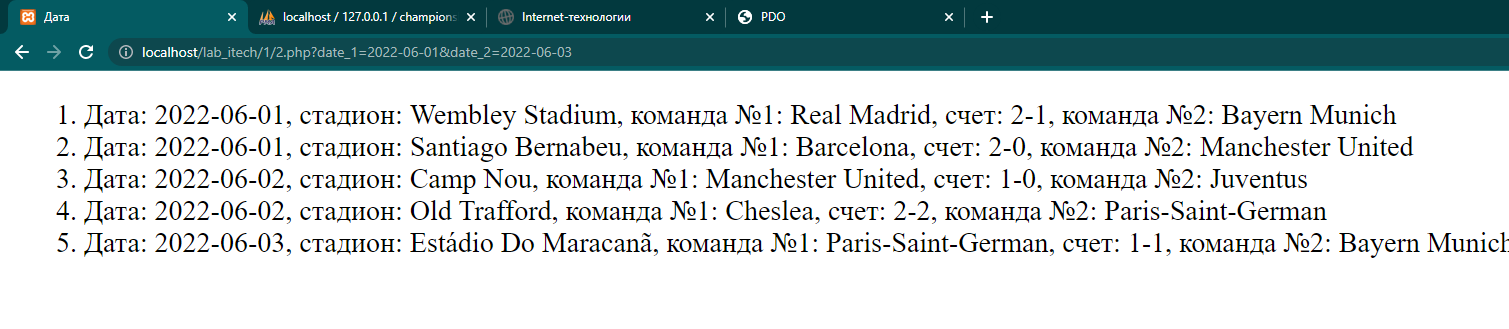 Дата
localhost / 127.0.0.1 / champions
Internet-технологии
PDO
localhost/lab_itech/1/2.php?date_1=2022-06-01&date_2=2022-06-03
1. Дата: 2022-06-01, стадион: Wembley Stadium, команда №1: Real Madrid, счет: 2-1, команда №2: Bayern Munich
2. Дата: 2022-06-01, стадион: Santiago Bernabeu, команда №1: Barcelona, счет: 2-0, команда №2: Manchester United
3. Дата: 2022-06-02, стадион: Camp Nou, команда №1: Manchester United, счет: 1-0, команда №2: Juventus
4. Дата: 2022-06-02, стадион: Old Trafford, команда №1: Cheslea, счет: 2-2, команда №2: Paris-Saint-German
5. Дата: 2022-06-03, стадион: Estádio Do Maracanã, команда №1: Paris-Saint-German, счет: 1-1, команда №2: Bayern Munich